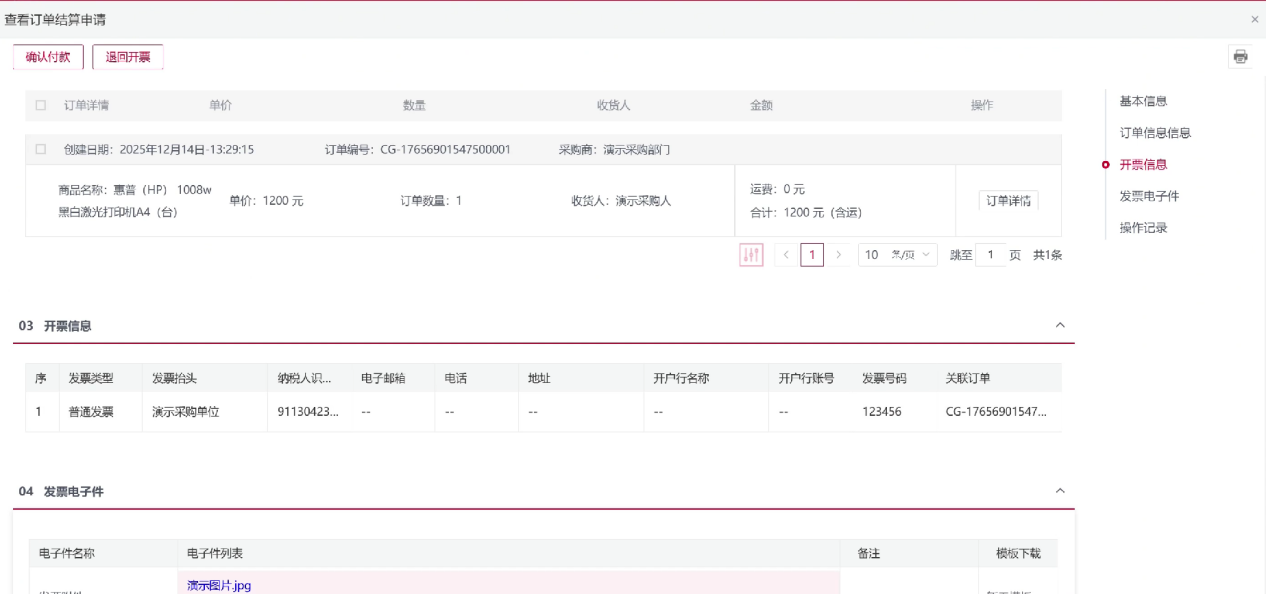 查看订单结算申请
×
确认付款 退回开票
订单详情 单价 数量 收货人 金额 操作
创建日期：2025年12月14日-13:29:15 订单编号：CG-17656901547500001 采购商：演示采购部门
商品名称：惠普（HP） 1008w
黑白激光打印机A4（台）
单价：1200 元
订单数量：1
收货人：演示采购人
运费：0 元
合计：1200 元（含运）
订单详情
1 10 条/页 跳至 1 页 共1条
基本信息
订单信息信息
开票信息
发票电子件
操作记录
03 开票信息
序 发票类型 发票抬头 纳税人识... 电子邮箱 电话 地址 开户行名称 开户行账号 发票号码 关联订单
1 普通发票 演示采购单位 91130423... -- -- -- -- -- 123456 CG-17656901547...
04 发票电子件
电子件名称 电子件列表 备注 模板下载
演示图片.jpg